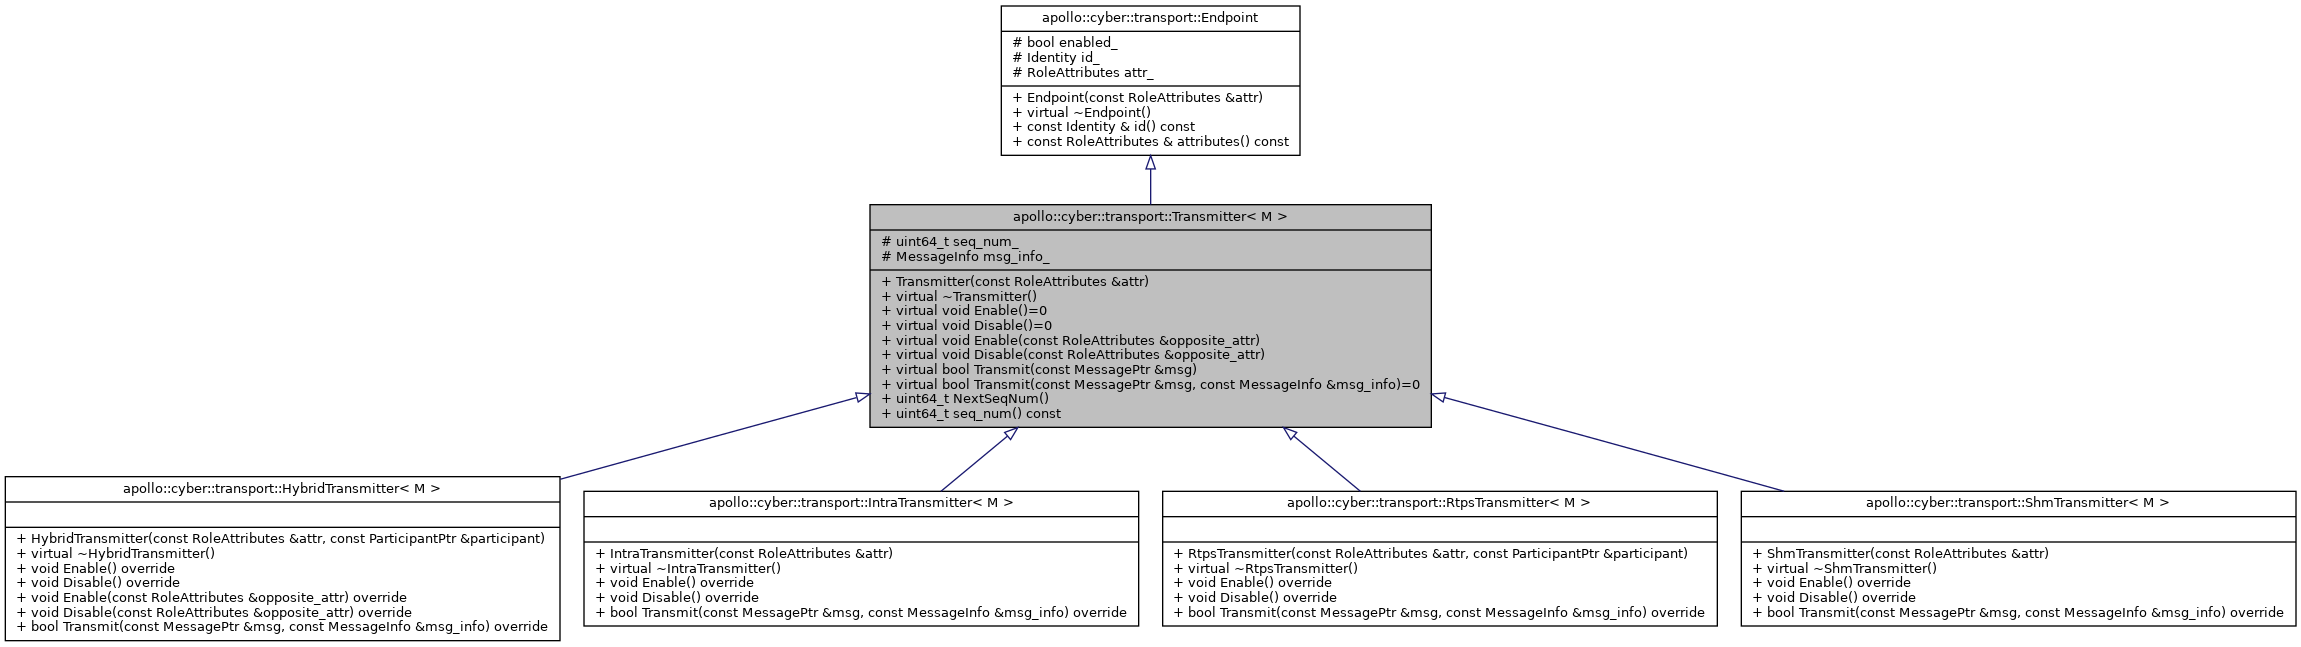 apollo::cyber::transport::Endpoint
# bool enabled_
# Identity id_
# RoleAttributes attr_
+ Endpoint(const RoleAttributes &attr)
+ virtual ~Endpoint()
+ const Identity & id() const
+ const RoleAttributes & attributes() const
apollo::cyber::transport::Transmitter< M >
# uint64_t seq_num_
# MessageInfo msg_info_
+ Transmitter(const RoleAttributes &attr)
+ virtual ~Transmitter()
+ virtual void Enable()=0
+ virtual void Disable()=0
+ virtual void Enable(const RoleAttributes &opposite_attr)
+ virtual void Disable(const RoleAttributes &opposite_attr)
+ virtual bool Transmit(const MessagePtr &msg)
+ virtual bool Transmit(const MessagePtr &msg, const MessageInfo &msg_info)=0
+ uint64_t NextSeqNum()
+ uint64_t seq_num() const
apollo::cyber::transport::HybridTransmitter< M >
+ HybridTransmitter(const RoleAttributes &attr, const ParticipantPtr &participant)
+ virtual ~HybridTransmitter()
+ void Enable() override
+ void Disable() override
+ void Enable(const RoleAttributes &opposite_attr) override
+ void Disable(const RoleAttributes &opposite_attr) override
+ bool Transmit(const MessagePtr &msg, const MessageInfo &msg_info) override
apollo::cyber::transport::IntraTransmitter< M >
+ IntraTransmitter(const RoleAttributes &attr)
+ virtual ~IntraTransmitter()
+ void Enable() override
+ void Disable() override
+ bool Transmit(const MessagePtr &msg, const MessageInfo &msg_info) override
apollo::cyber::transport::RtpsTransmitter< M >
+ RtpsTransmitter(const RoleAttributes &attr, const ParticipantPtr &participant)
+ virtual ~RtpsTransmitter()
+ void Enable() override
+ void Disable() override
+ bool Transmit(const MessagePtr &msg, const MessageInfo &msg_info) override
apollo::cyber::transport::ShmTransmitter< M >
+ ShmTransmitter(const RoleAttributes &attr)
+ virtual ~ShmTransmitter()
+ void Enable() override
+ void Disable() override
+ bool Transmit(const MessagePtr &msg, const MessageInfo &msg_info) override